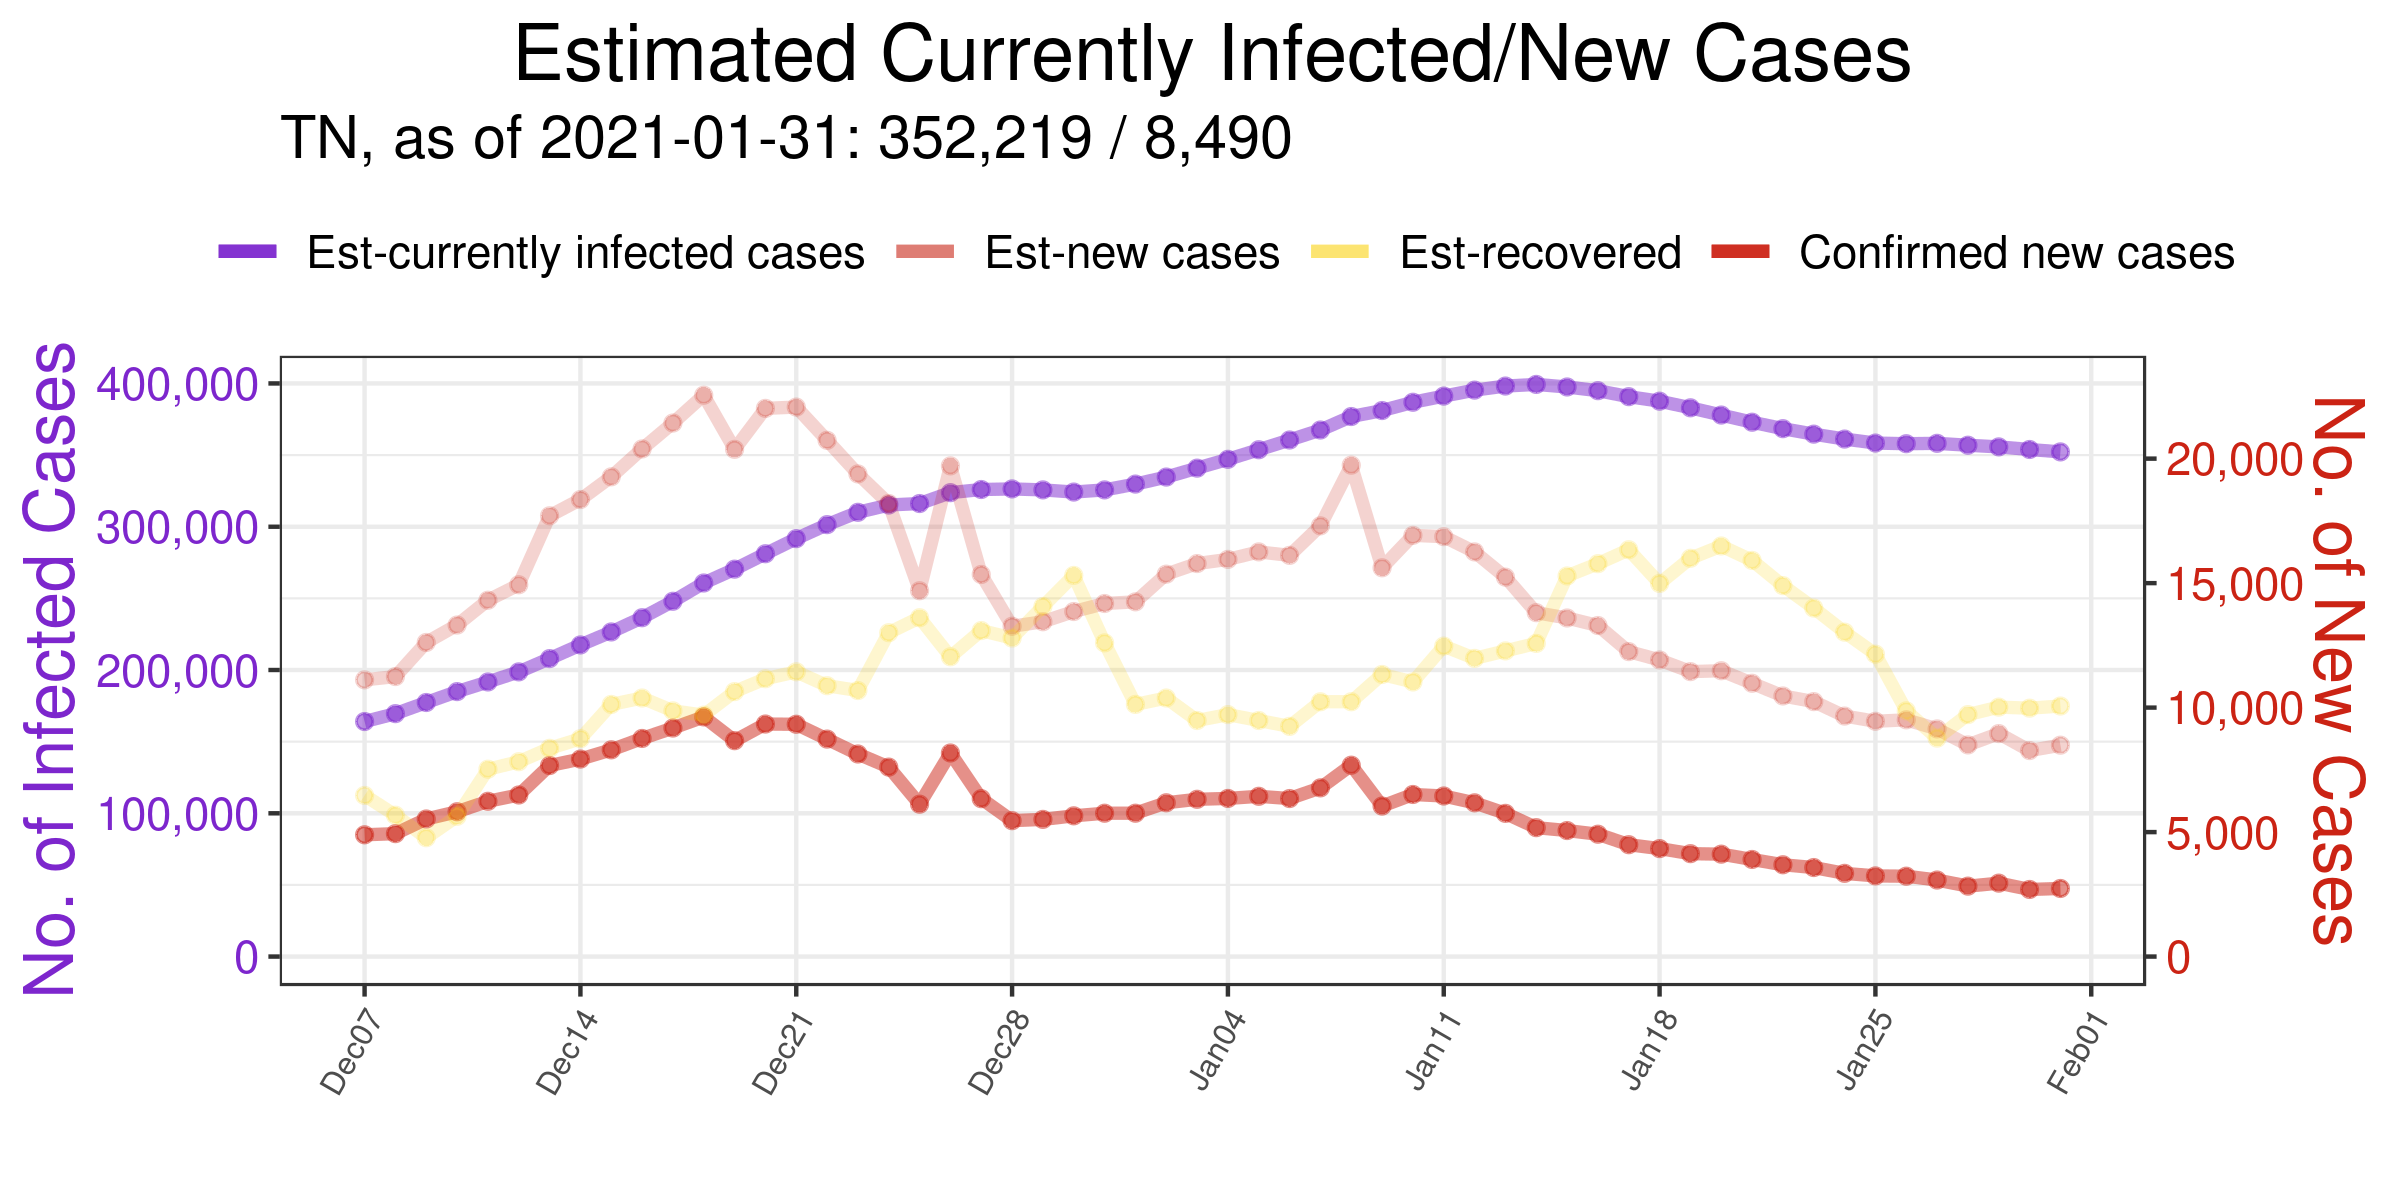 Estimated Currently Infected/New Cases
TN, as of 2021-01-31: 352,219 / 8,490
Est-currently infected cases
Est-new cases
Est-recovered
Confirmed new cases
No. of Infected Cases
400,000
300,000
200,000
100,000
0
20,000
15,000
10,000
5,000
0
No. of New Cases
Dec07
Dec14
Dec21
Dec28
Jan04
Jan11
Jan18
Jan25
Feb01